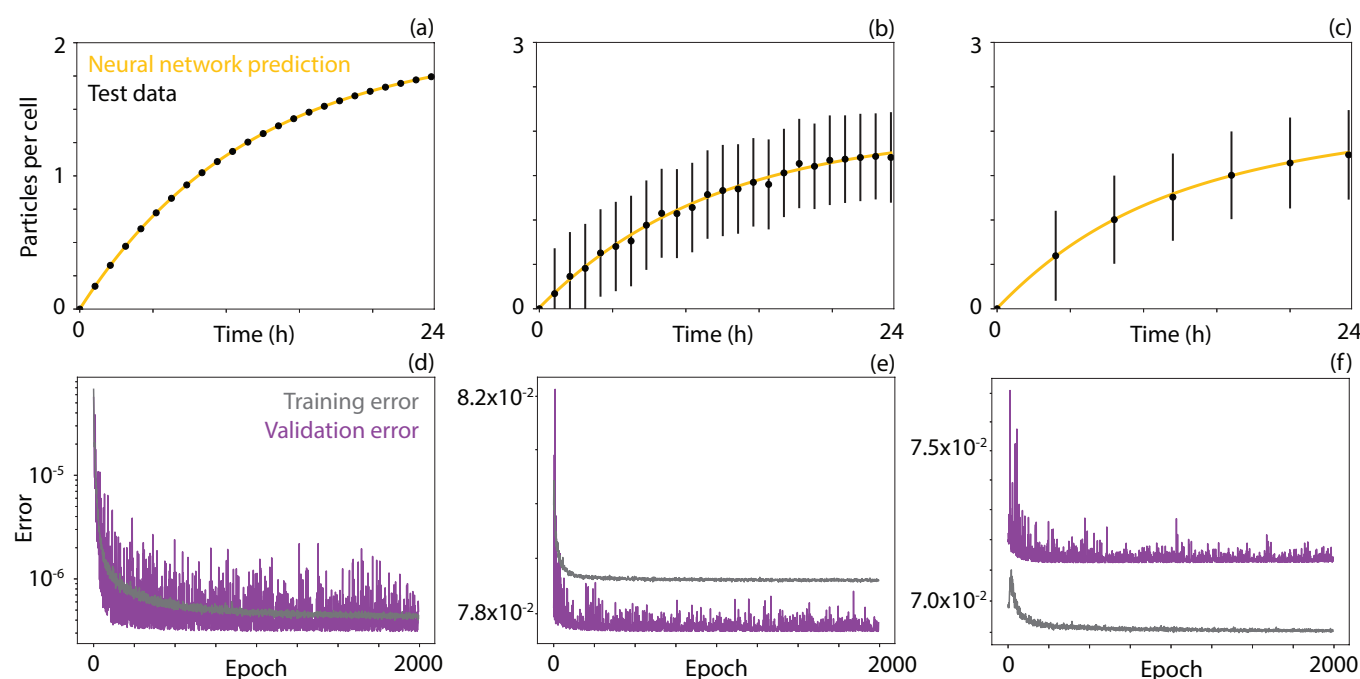 (a)
2
Neural network prediction
Test data
1
0
Particles per cell
0
Time (h)
24
(b)
3
0
0
Time (h)
24
(c)
3
0
0
Time (h)
24
(d)
Training error
Validation error
10⁻⁵
10⁻⁶
Error
0
Epoch
2000
(e)
8.2x10⁻²
7.8x10⁻²
0
Epoch
2000
(f)
7.5x10⁻²
7.0x10⁻²
0
Epoch
2000